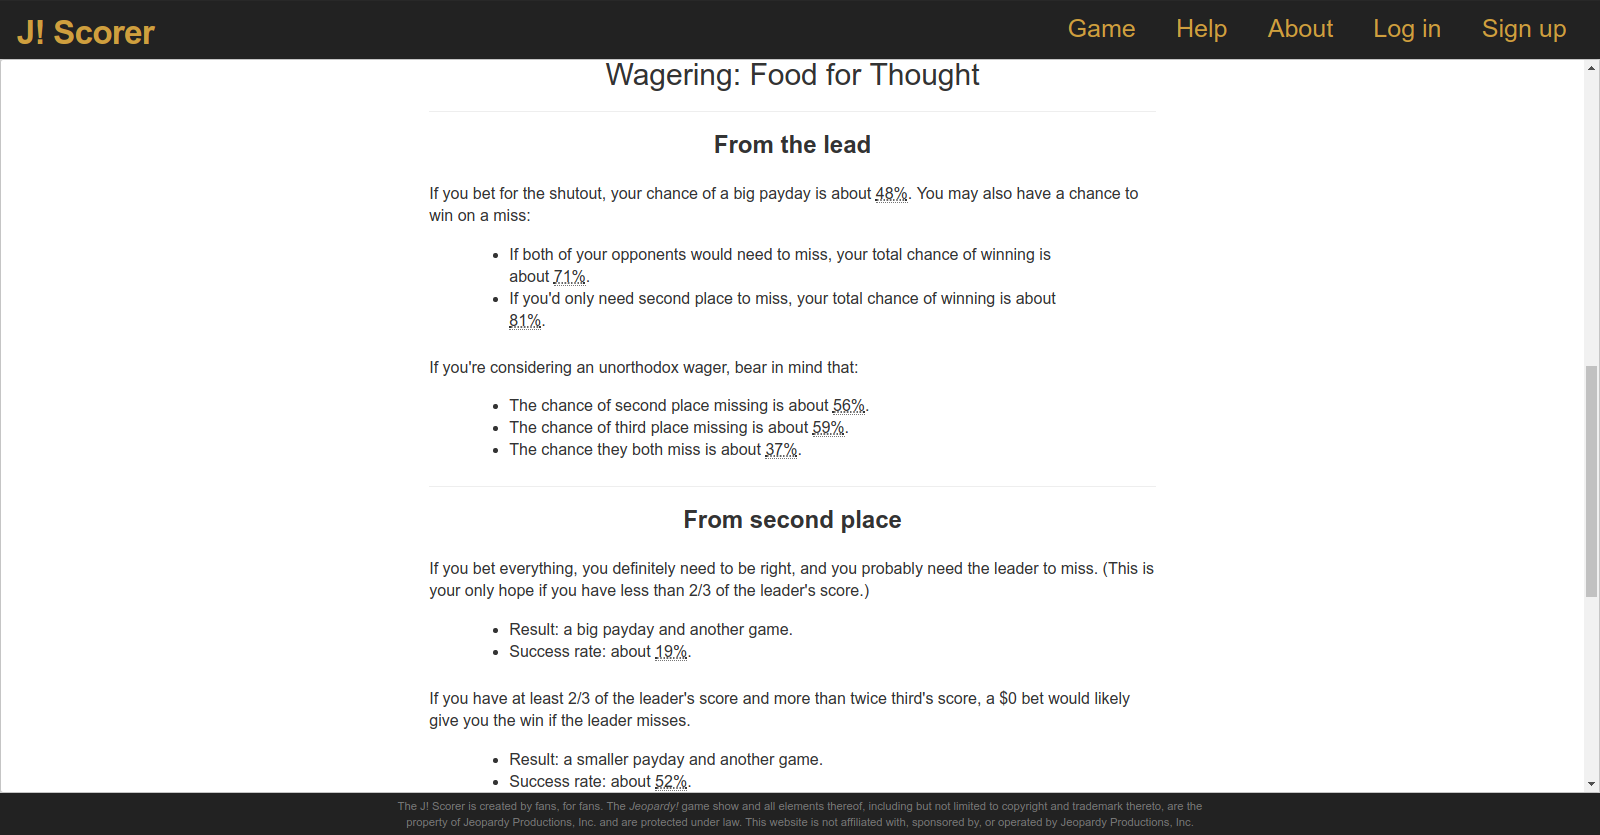 J! Scorer
Game Help About Log in Sign up
Wagering: Food for Thought
From the lead
If you bet for the shutout, your chance of a big payday is about 48%. You may also have a chance to
win on a miss:
• If both of your opponents would need to miss, your total chance of winning is
about 71%.
• If you'd only need second place to miss, your total chance of winning is about
81%.
If you're considering an unorthodox wager, bear in mind that:
• The chance of second place missing is about 56%.
• The chance of third place missing is about 59%.
• The chance they both miss is about 37%.
From second place
If you bet everything, you definitely need to be right, and you probably need the leader to miss. (This is
your only hope if you have less than 2/3 of the leader's score.)
• Result: a big payday and another game.
• Success rate: about 19%.
If you have at least 2/3 of the leader's score and more than twice third's score, a $0 bet would likely
give you the win if the leader misses.
• Result: a smaller payday and another game.
• Success rate: about 52%.
The J! Scorer is created by fans, for fans. The Jeopardy! game show and all elements thereof, including but not limited to copyright and trademark thereto, are the
property of Jeopardy Productions, Inc. and are protected under law. This website is not affiliated with, sponsored by, or operated by Jeopardy Productions, Inc.